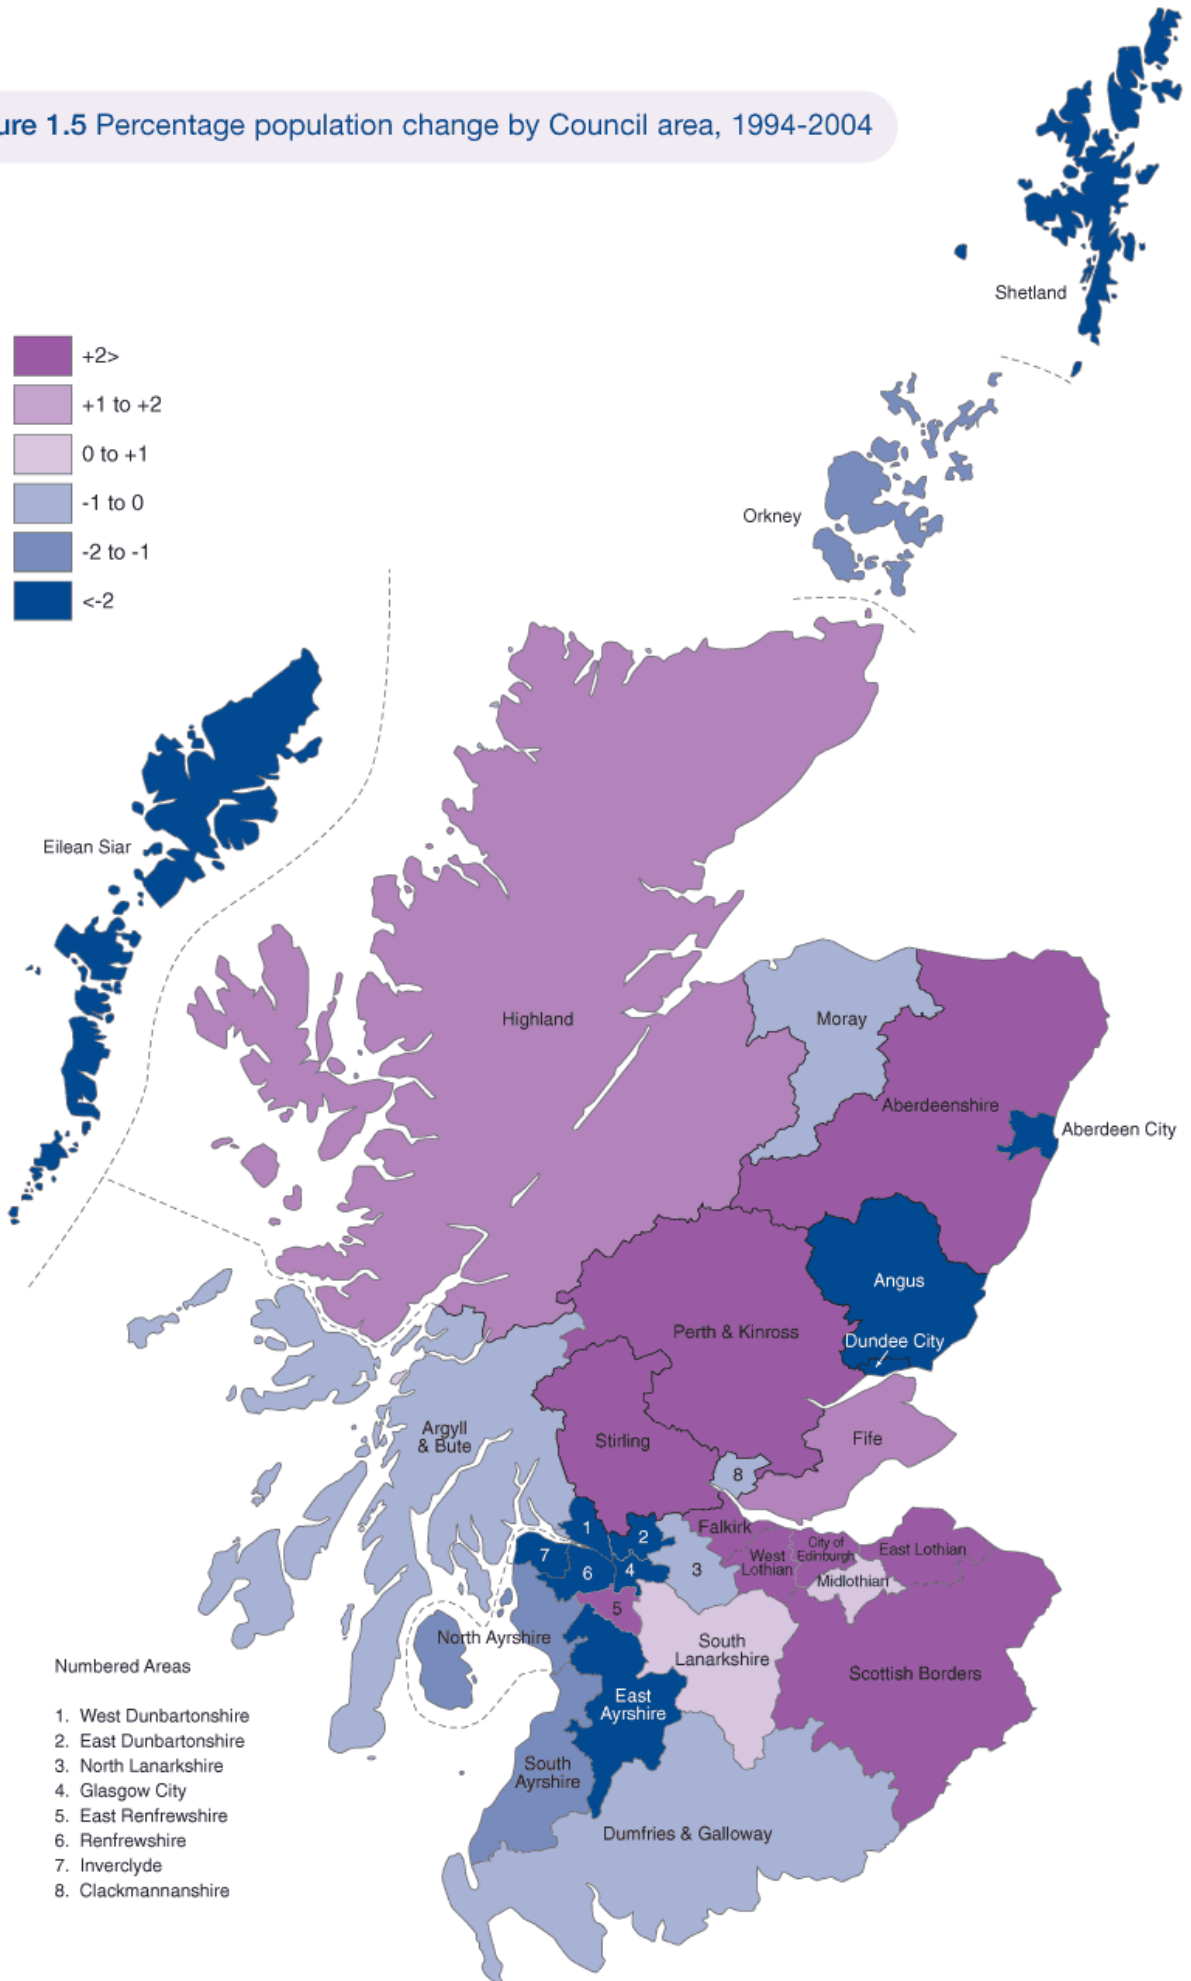 ure 1.5 Percentage population change by Council area, 1994-2004
Shetland
+2>
+1 to +2
0 to +1
-1 to 0
-2 to -1
<-2
Orkney
Eilean Siar
Highland
Moray
Aberdeenshire
Aberdeen City
Angus
Dundee City
Perth & Kinross
Argyll
& Bute
Stirling
Fife
8
1
2
Falkirk
City of
Edinburgh
East Lothian
7
6
4
3
West
Lothian
Midlothian
5
North Ayrshire
South
Lanarkshire
Scottish Borders
East
Ayrshire
South
Ayrshire
Dumfries & Galloway
Numbered Areas
1. West Dunbartonshire
2. East Dunbartonshire
3. North Lanarkshire
4. Glasgow City
5. East Renfrewshire
6. Renfrewshire
7. Inverclyde
8. Clackmannanshire